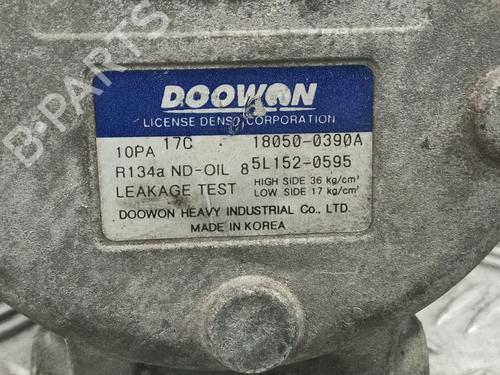 B-PARTS
DOOWON
LICENSE DENSO CORPORATION
10PA 17C 18050-0390A
R134a ND-OIL 8 5L152-0595
LEAKAGE TEST HIGH SIDE 36 kg/cm²
LOW SIDE 17 kg/cm²
DOOWON HEAVY INDUSTRIAL Co., LTD.
MADE IN KOREA